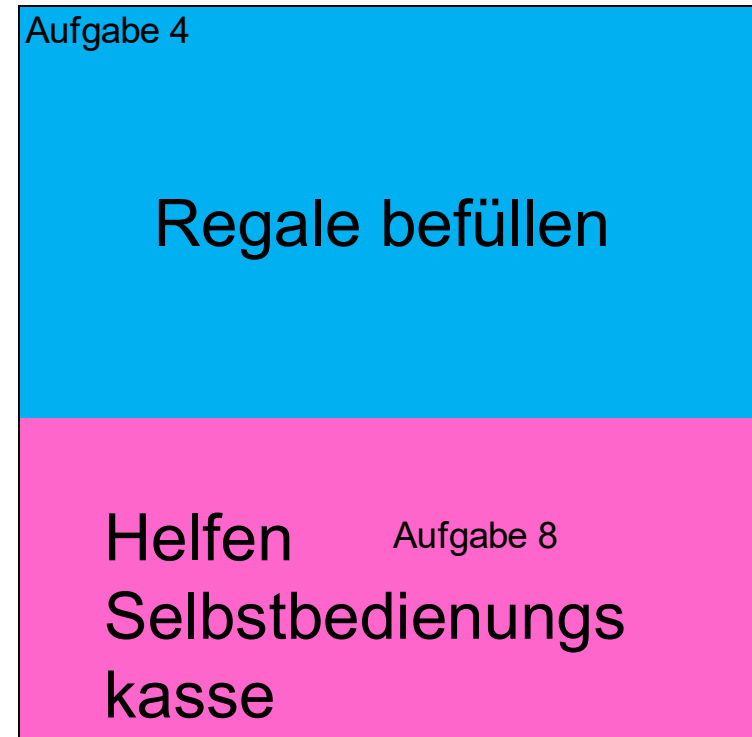 Aufgabe 4
Regale befüllen
Helfen
Aufgabe 8
Selbstbedienungs
kasse